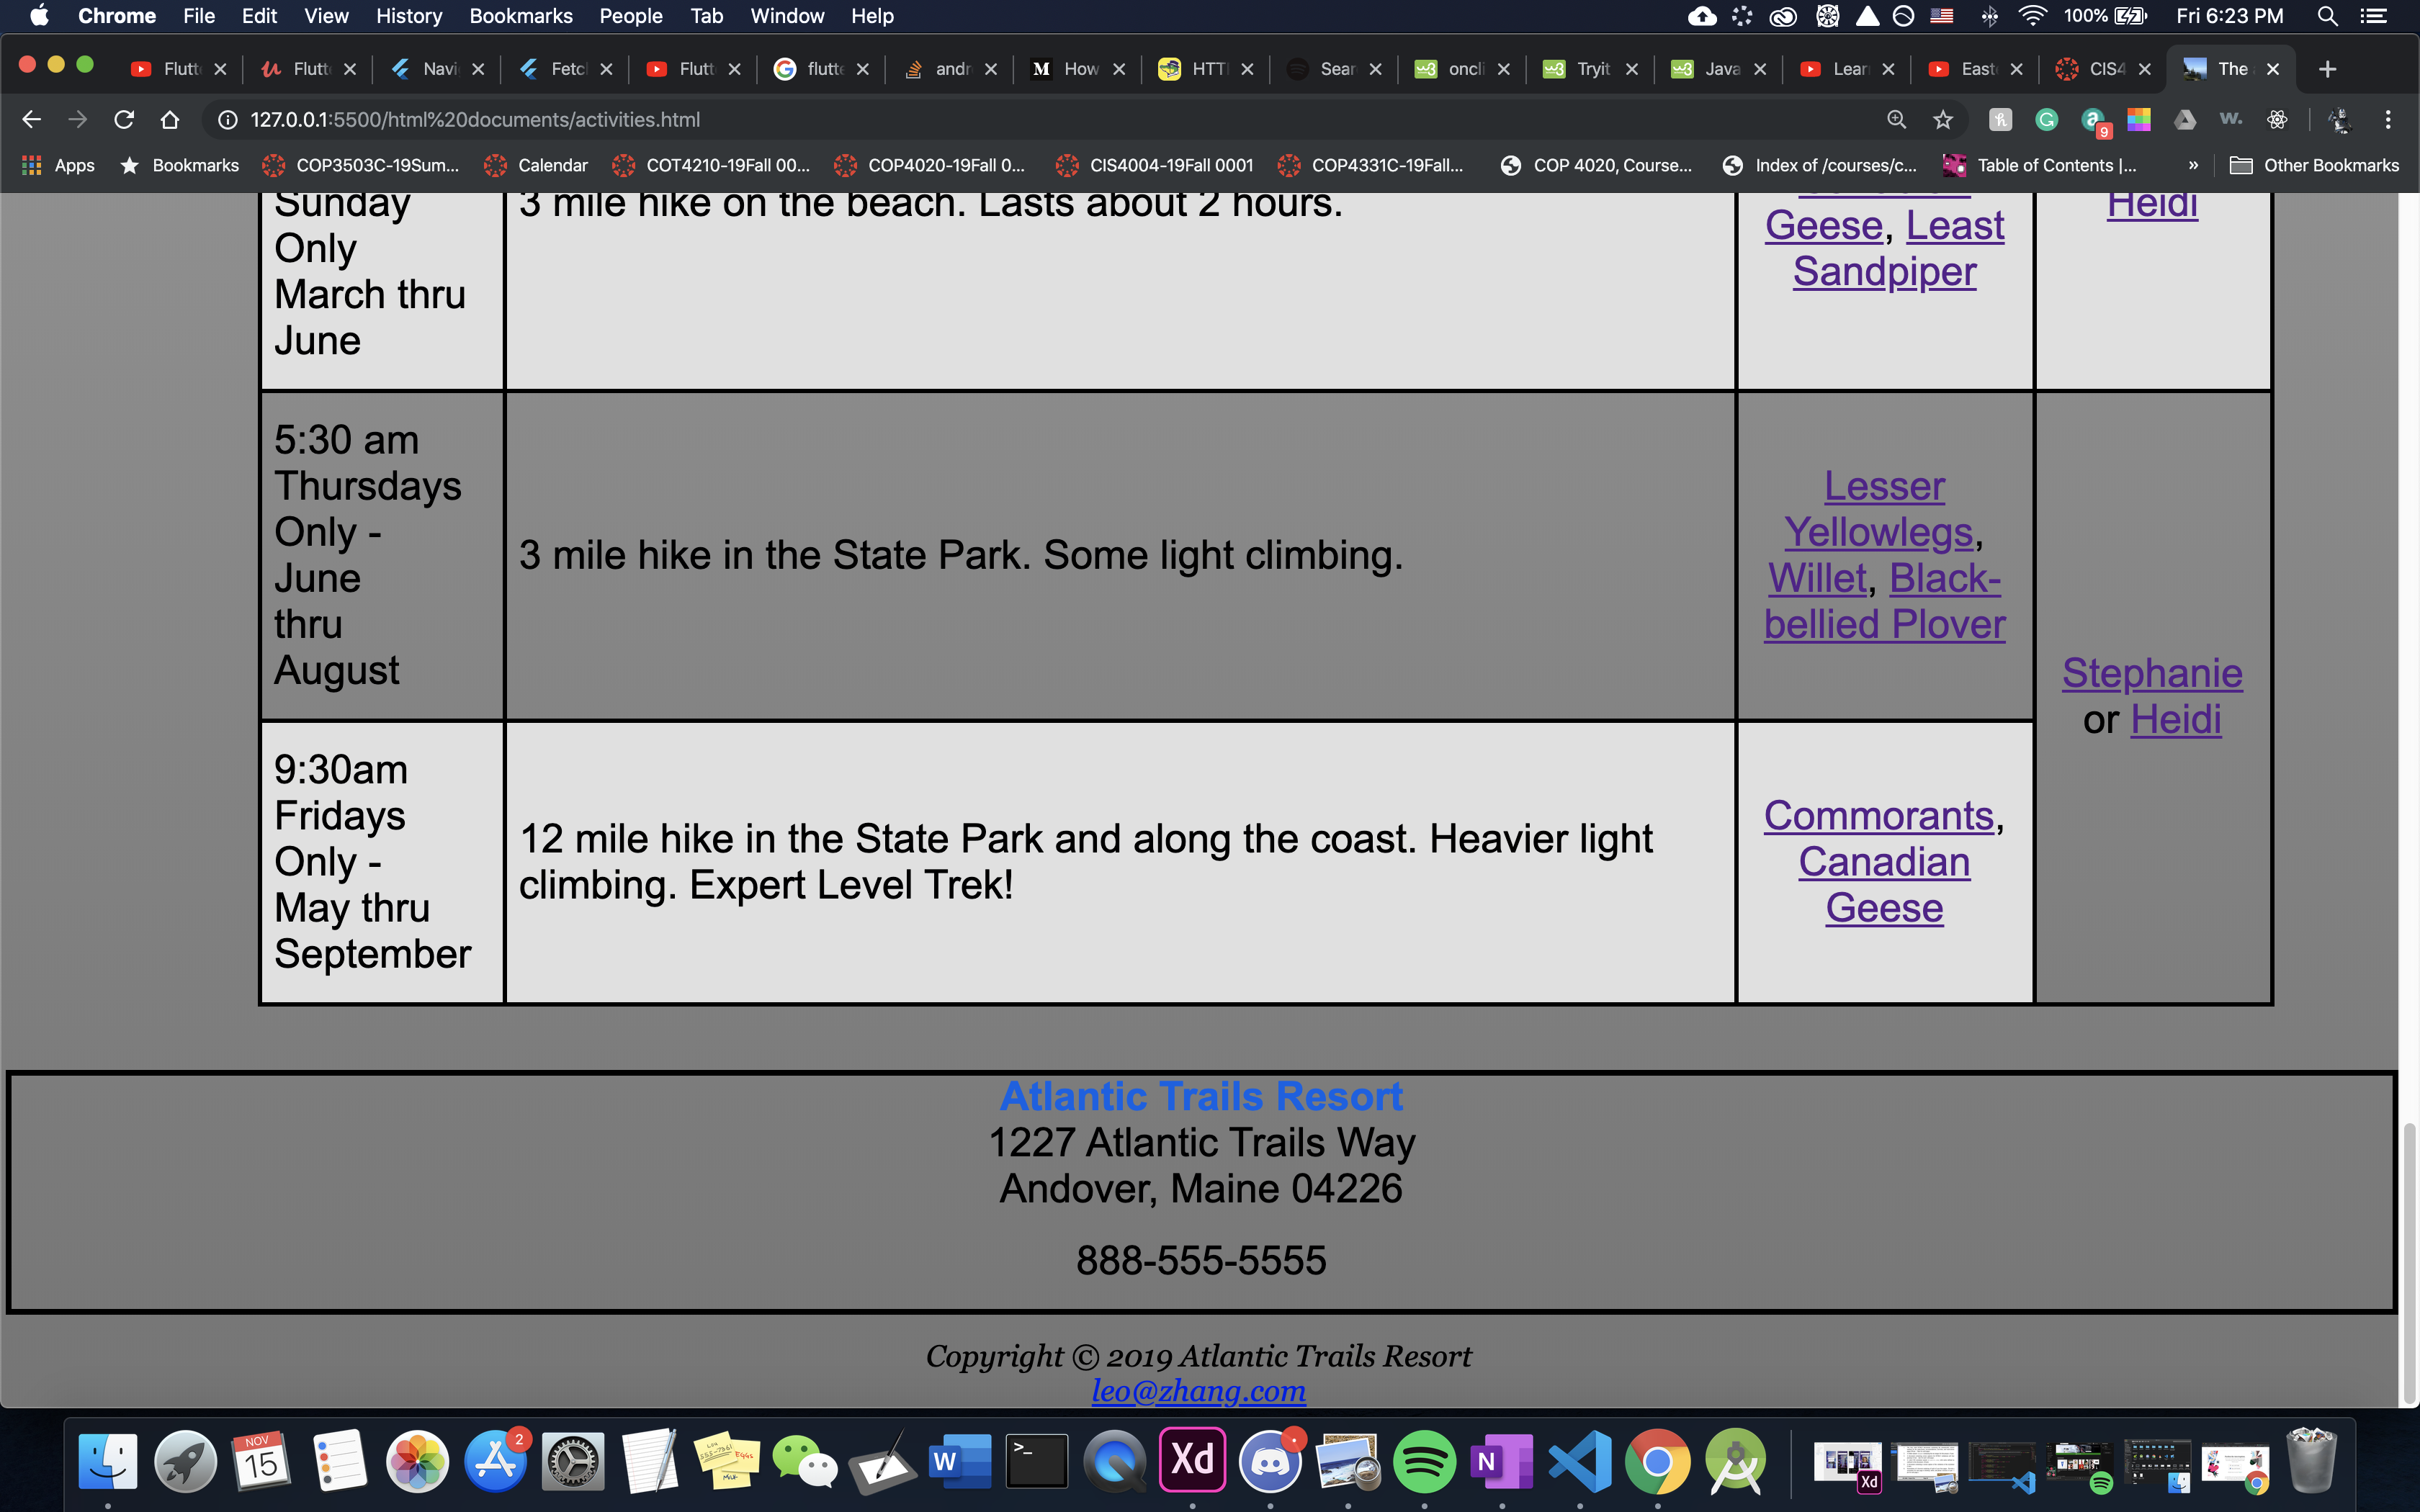 Chrome File Edit View History Bookmarks People Tab Window Help 100% Fri 6:23 PM
Flutt Flutt Navi Fetc Flutt flutte andr How HTTI Sear oncli Tryit Java Lear East CIS4 The
127.0.0.1:5500/html%20documents/activities.html
9
Apps Bookmarks COP3503C-19Sum... Calendar COT4210-19Fall 00... COP4020-19Fall 0... CIS4004-19Fall 0001 COP4331C-19Fall... COP 4020, Course... Index of /courses/c... Table of Contents |... » Other Bookmarks
Sunday
Only
March thru
June
3 mile hike on the beach. Lasts about 2 hours.
Geese, Least
Sandpiper
Heidi
5:30 am
Thursdays
Only -
June
thru
August
3 mile hike in the State Park. Some light climbing.
Lesser
Yellowlegs,
Willet, Black-
bellied Plover
Stephanie
or Heidi
9:30am
Fridays
Only -
May thru
September
12 mile hike in the State Park and along the coast. Heavier light
climbing. Expert Level Trek!
Commorants,
Canadian
Geese
Atlantic Trails Resort
1227 Atlantic Trails Way
Andover, Maine 04226
888-555-5555
Copyright © 2019 Atlantic Trails Resort
leo@zhang.com
NOV
15
2
W
>_
Xd
N
Xd